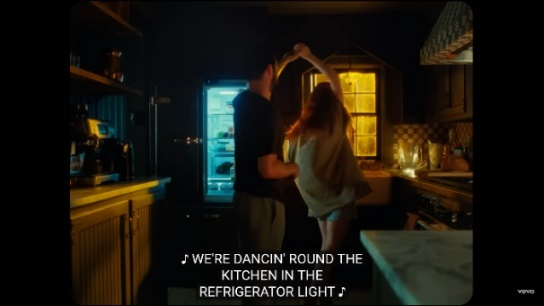 ♪ WE'RE DANCIN' ROUND THE
KITCHEN IN THE
REFRIGERATOR LIGHT ♪
vevo